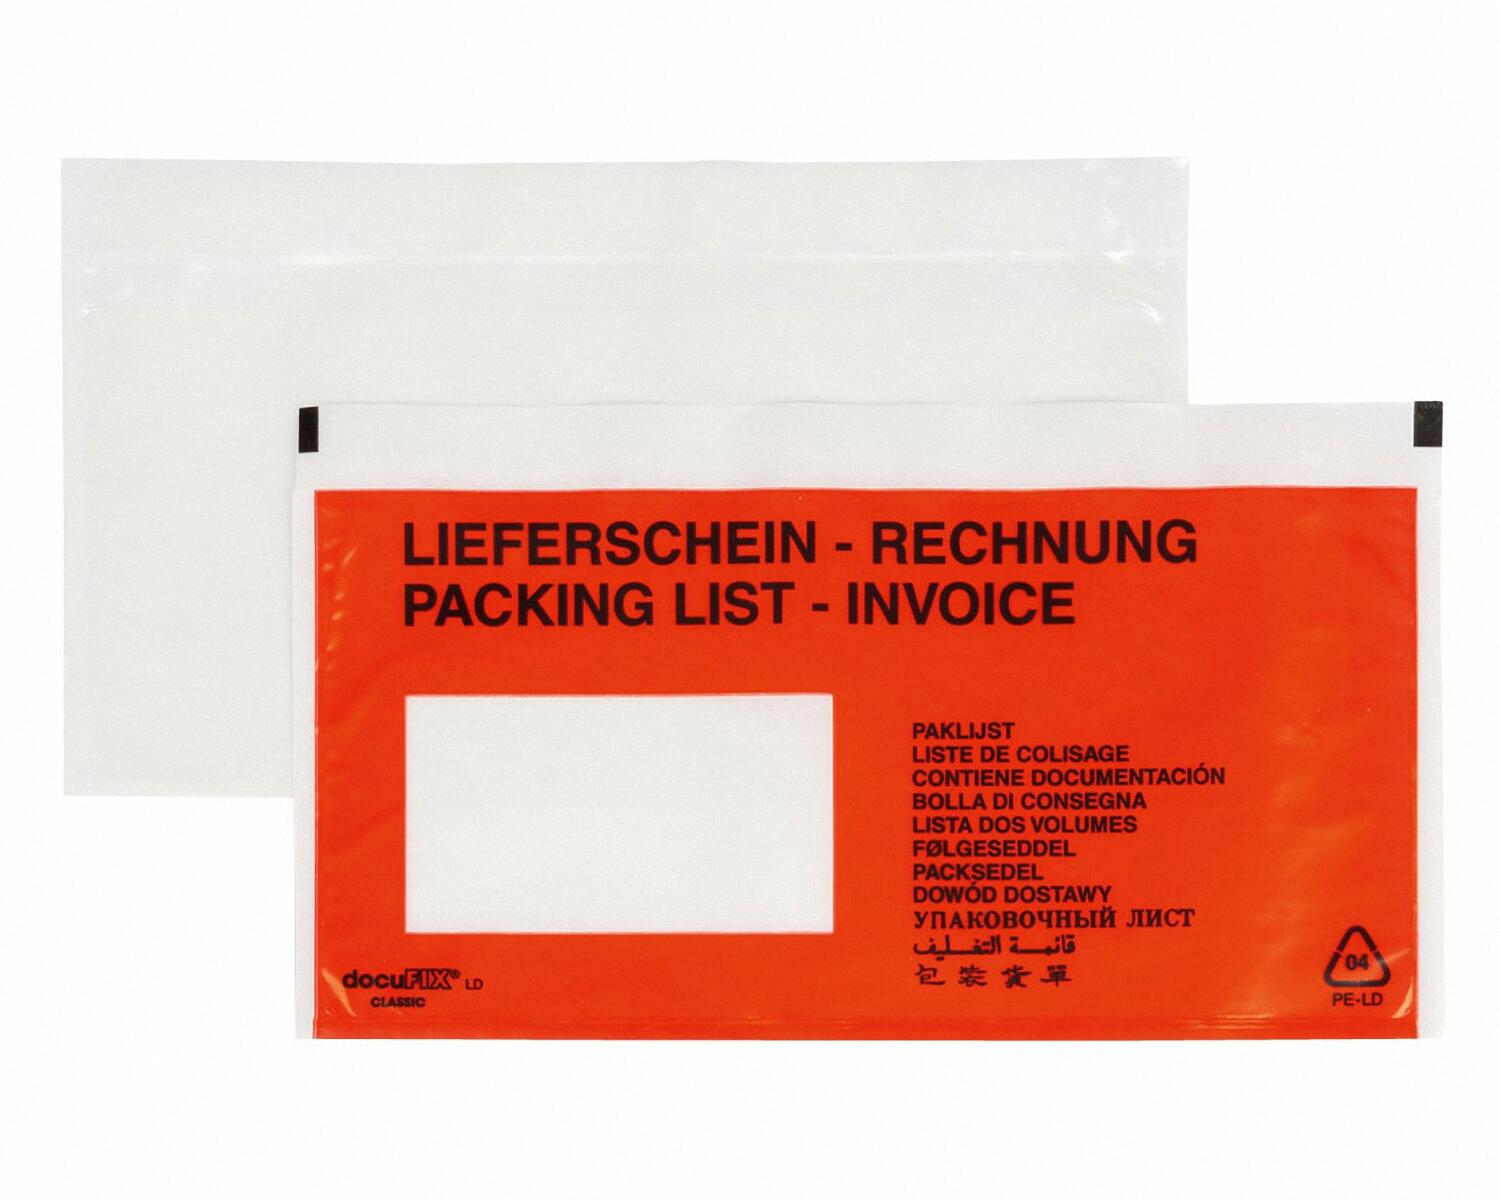 LIEFERSCHEIN - RECHNUNG
PACKING LIST - INVOICE
PAKLIJST
LISTE DE COLISAGE
CONTIENE DOCUMENTACIÓN
BOLLA DI CONSEGNA
LISTA DOS VOLUMES
FØLGESEDDEL
PACKSEDEL
DOWÓD DOSTAWY
УПАКОВОЧНЫЙ ЛИСТ
قائمة التغليف
包裝貨單
docuFIX® LD
CLASSIC
04
PE-LD